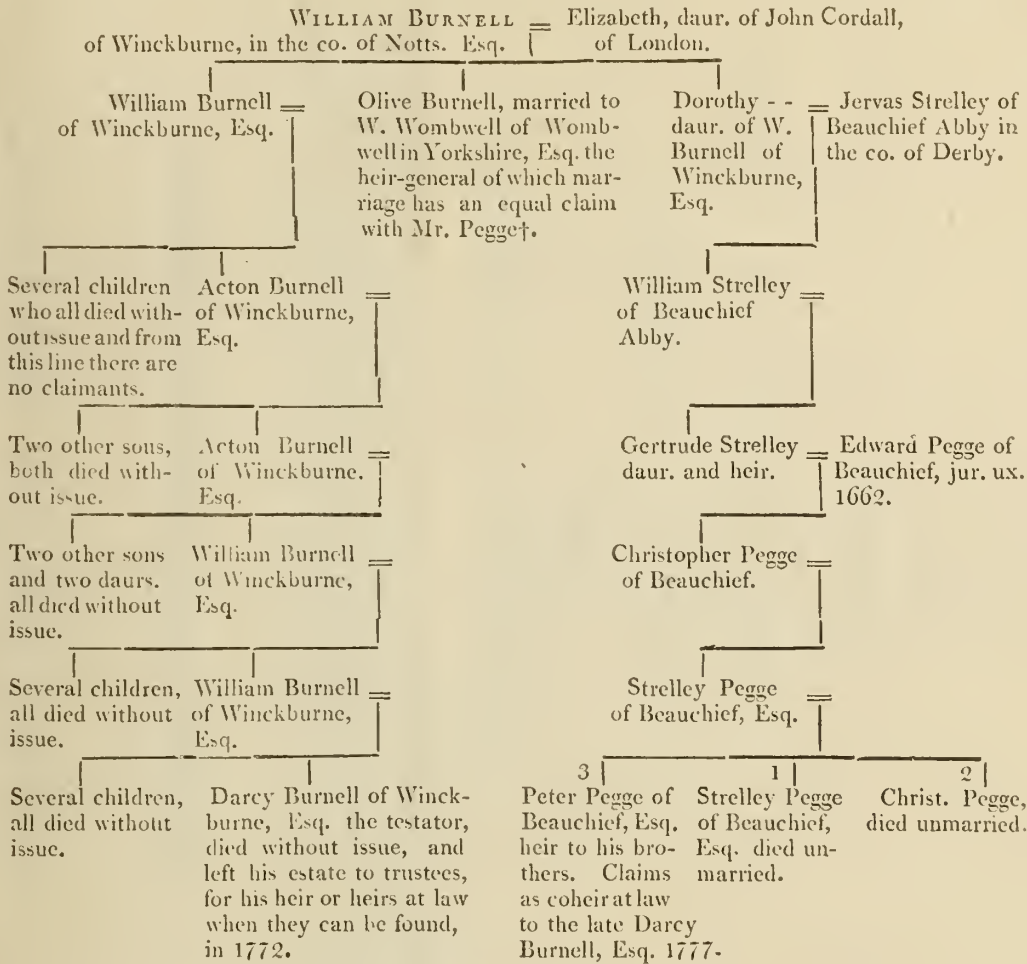 WILLIAM BURNELL = Elizabeth, daur. of John Cordall,
of Winckburne, in the co. of Notts. Esq. of London.
William Burnell =
of Winckburne, Esq.
Olive Burnell, married to
W. Wombwell of Womb-
well in Yorkshire, Esq. the
heir-general of which mar-
riage has an equal claim
with Mr. Pegge†.
Dorothy - - =
daur. of W.
Burnell of
Winckburne,
Esq.
Jervas Strelley of
Beauchief Abby in
the co. of Derby.
Several children
who all died with-
out issue and from
this line there are
no claimants.
Acton Burnell =
of Winckburne,
Esq.
William Strelley =
of Beauchief
Abby.
Two other sons,
both died with-
out issue.
Acton Burnell =
of Winckburne.
Esq.
Gertrude Strelley =
daur. and heir.
Edward Pegge of
Beauchief, jur. ux.
1662.
Two other sons
and two daurs.
all died without
issue.
William Burnell =
of Winckburne,
Esq.
Christopher Pegge =
of Beauchief.
Several children,
all died without
issue.
William Burnell =
of Winckburne,
Esq.
Strelley Pegge =
of Beauchief, Esq.
Several children,
all died without
issue.
Darcy Burnell of Winck-
burne, Esq. the testator,
died without issue, and
left his estate to trustees,
for his heir or heirs at law
when they can be found,
in 1772.
3
Peter Pegge of
Beauchief, Esq.
heir to his bro-
thers. Claims
as coheir at law
to the late Darcy
Burnell, Esq. 1777.
1
Strelley Pegge
of Beauchief,
Esq. died un-
married.
2
Christ. Pegge,
died unmarried.